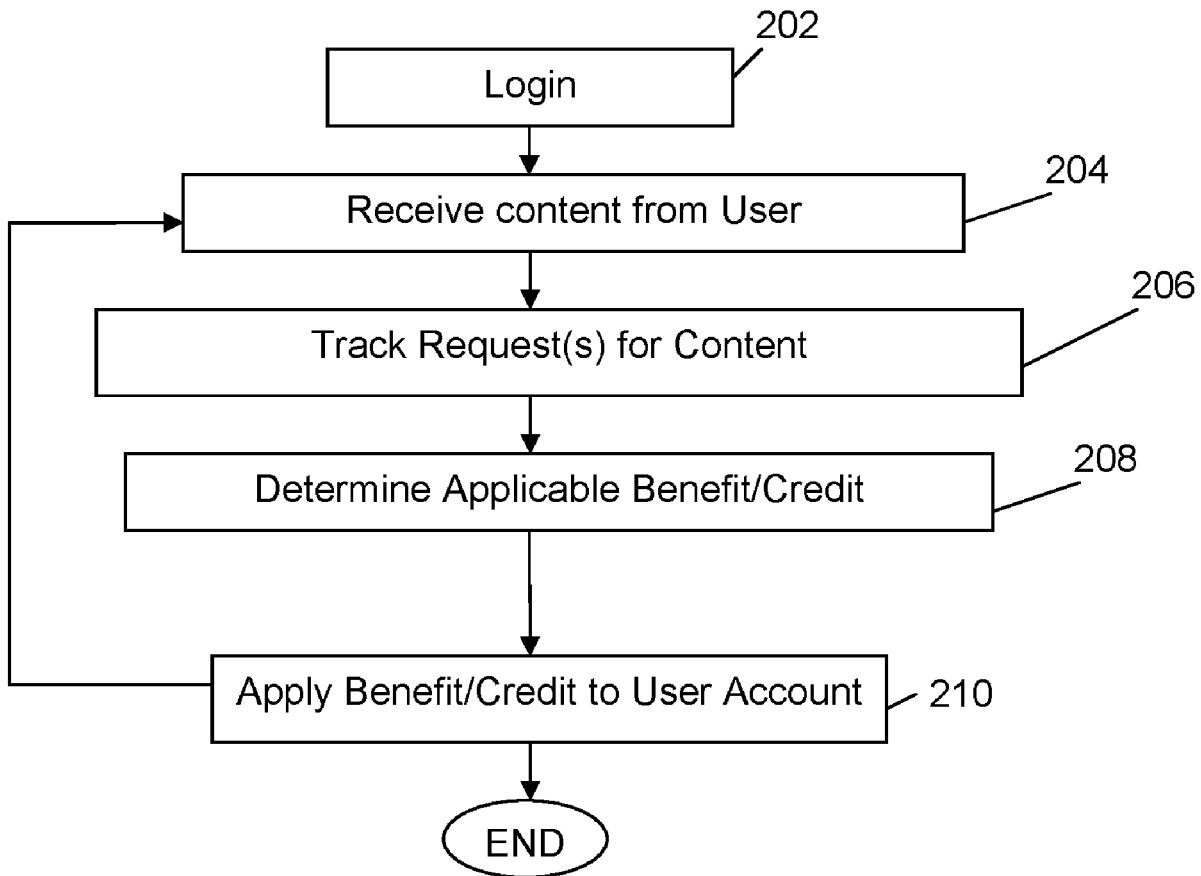 202
Login
204
Receive content from User
206
Track Request(s) for Content
208
Determine Applicable Benefit/Credit
Apply Benefit/Credit to User Account
210
END